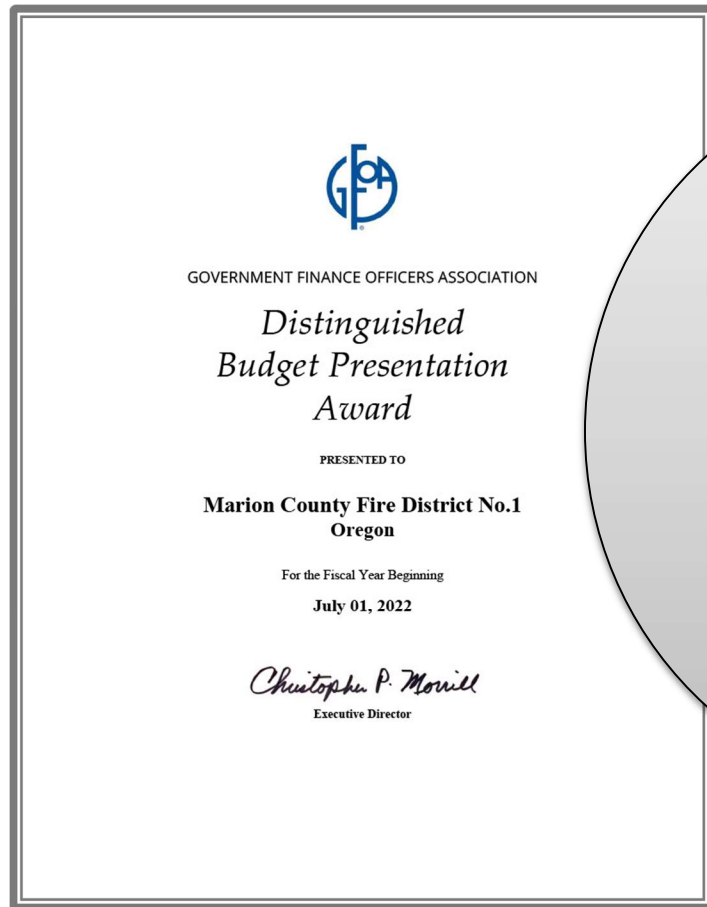 GFOA
GOVERNMENT FINANCE OFFICERS ASSOCIATION
Distinguished
Budget Presentation
Award
PRESENTED TO
Marion County Fire District No.1
Oregon
For the Fiscal Year Beginning
July 01, 2022
Christopher P. Morrill
Executive Director